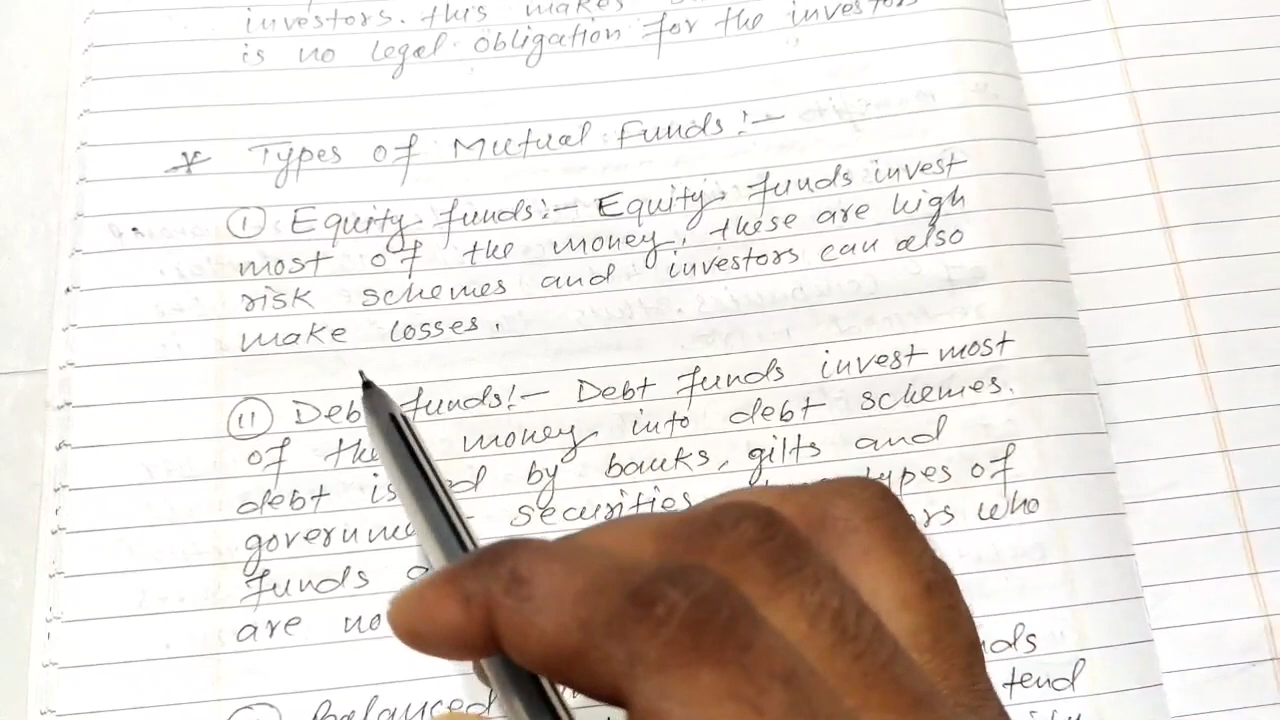 investors. this makes
is no legal obligation for the investors
* Types of Mutual Funds:-
(I) Equity funds:- Equity funds invest
most of the money. these are high
risk schemes and investors can also
make losses.
(II) Debt funds:- Debt funds invest most
of the money into debt schemes.
debt is by banks, gilts and
securities types of
funds who
are
Balanced
tend